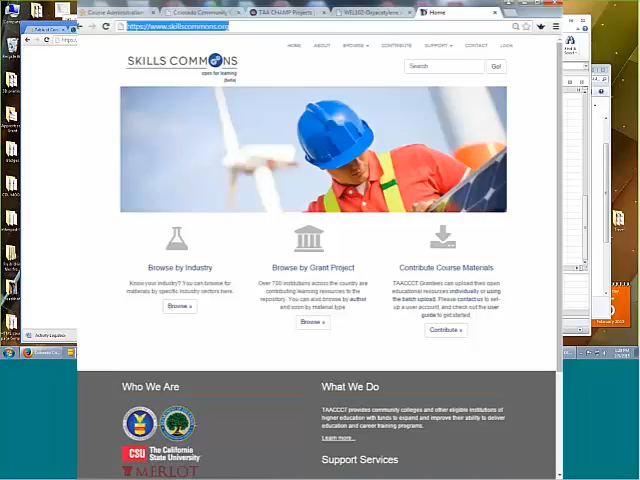 Course Administration
Colorado Community C
TAA CHAMP Projects
WEL102-Oxyacetylene
Home
https://www.skillscommons.org
HOME ABOUT BROWSE CONTRIBUTE SUPPORT CONTACT LOGIN
SKILLS COMMONS
open for learning
(beta)
Search
Go!
Browse by Industry
Browse by Grant Project
Contribute Course Materials
Know your industry? You can browse for
materials by specific industry sectors here.
Browse »
Over 700 institutions across the country are
contributing learning resources to the
repository. You can also browse by author
and soon by material type
Browse »
TAACCCT Grantees can upload their open
educational resources individually or using
the batch upload. Please contact us to set-
up a user account, and check out the user
guide to get started.
Contribute »
Who We Are
What We Do
TAACCCT provides community colleges and other eligible institutions of
higher education with funds to expand and improve their ability to deliver
education and career training programs.
Learn more...
CSU The California
State University
MERLOT
Support Services
Activity Log.docx